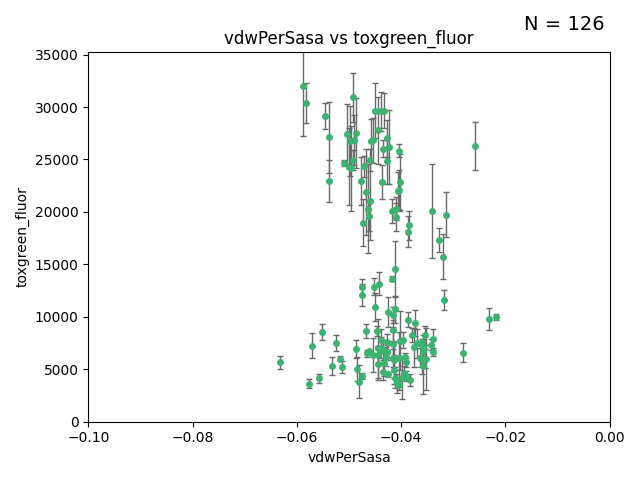 N = 126
vdwPerSasa vs toxgreen_fluor
35000
30000
25000
20000
15000
10000
5000
0
toxgreen_fluor
−0.10 −0.08 −0.06 −0.04 −0.02 0.00
vdwPerSasa